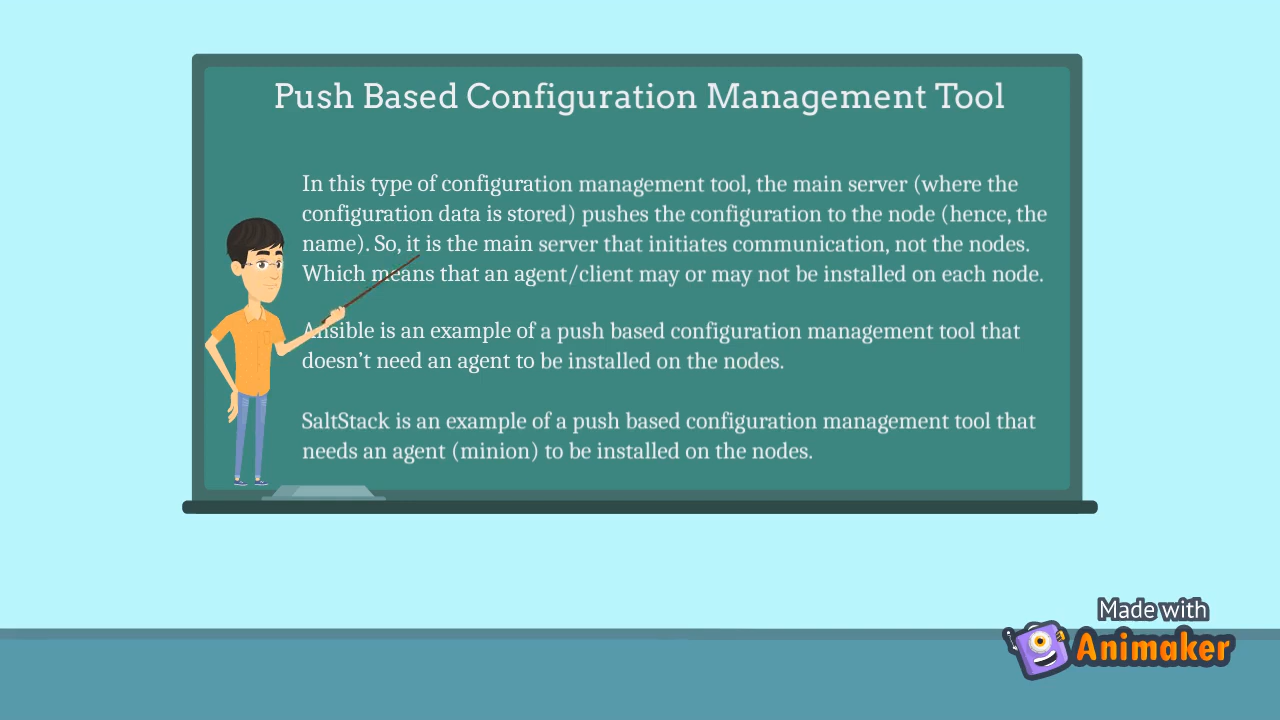 Push Based Configuration Management Tool
In this type of configuration management tool, the main server (where the
configuration data is stored) pushes the configuration to the node (hence, the
name). So, it is the main server that initiates communication, not the nodes.
Which means that an agent/client may or may not be installed on each node.
Ansible is an example of a push based configuration management tool that
doesn’t need an agent to be installed on the nodes.
SaltStack is an example of a push based configuration management tool that
needs an agent (minion) to be installed on the nodes.
Made with
Animaker